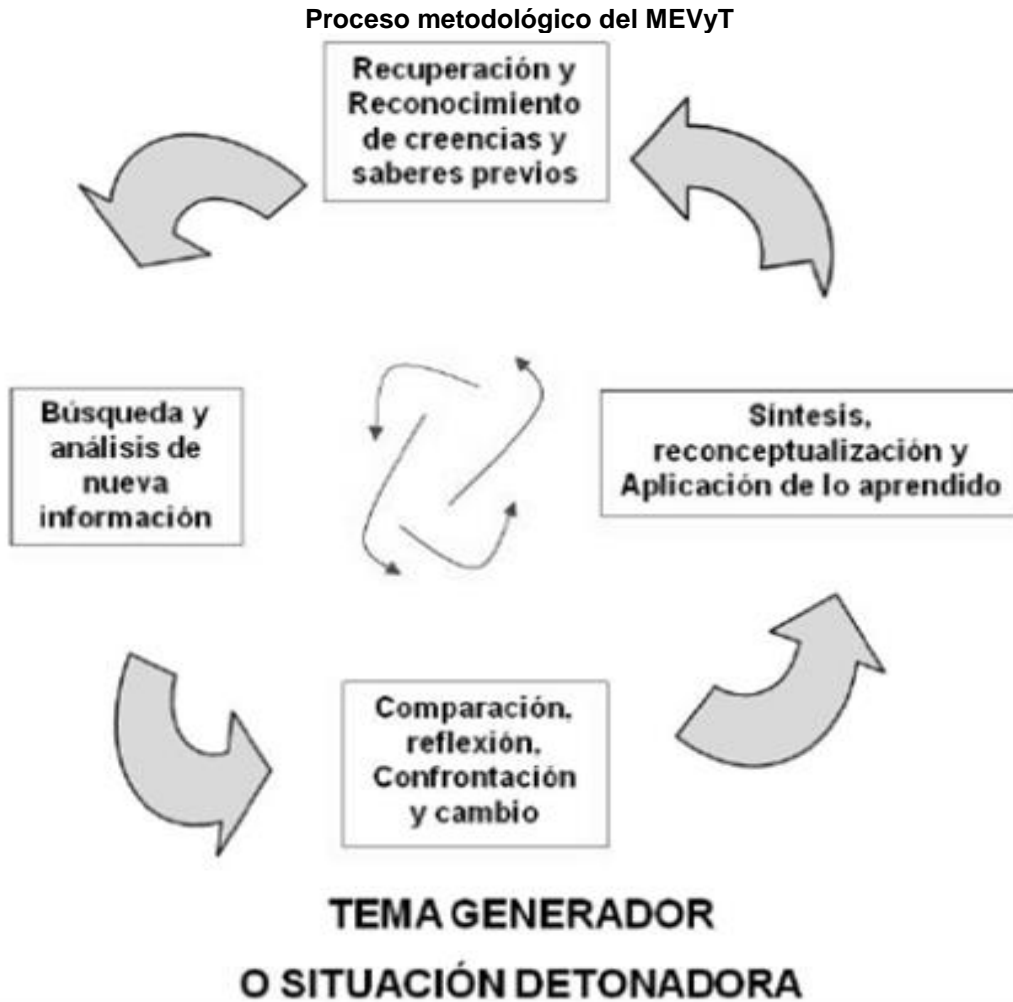 Proceso metodológico del MEVyT
Recuperación y
Reconocimiento
de creencias y
saberes previos
Búsqueda y
análisis de
nueva
información
Síntesis,
reconceptualización y
Aplicación de lo aprendido
Comparación,
reflexión,
Confrontación
y cambio
TEMA GENERADOR
O SITUACIÓN DETONADORA